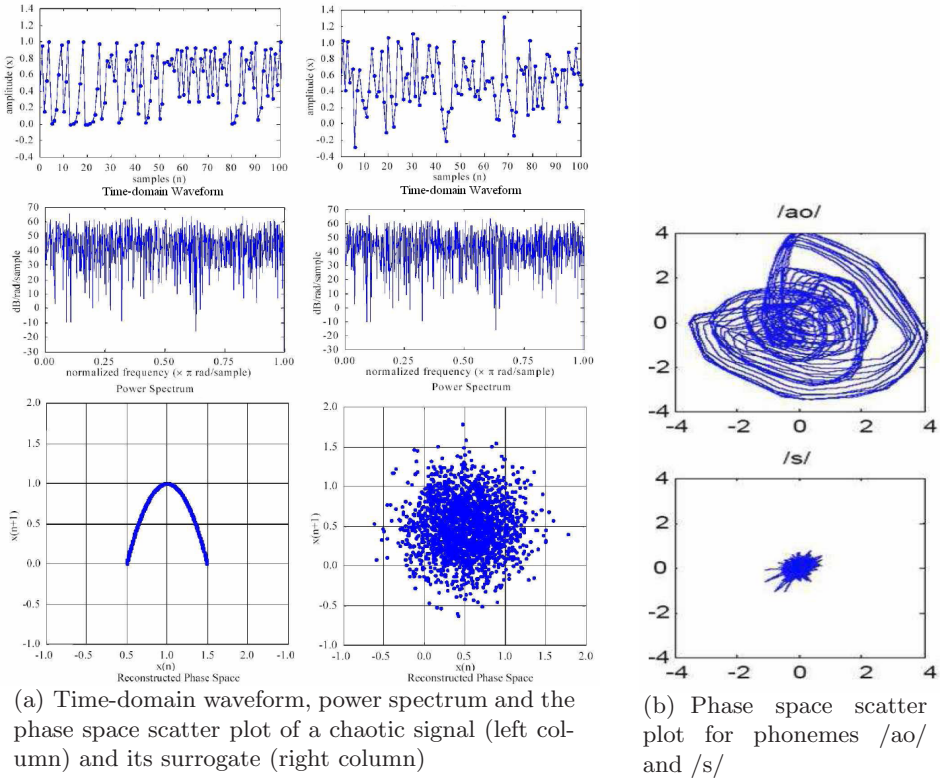 1.4
1.2
1.0
0.8
0.6
0.4
0.2
0.0
-0.2
-0.4
amplitude (x)
0 10 20 30 40 50 60 70 80 90 100
samples (n)
Time-domain Waveform
1.4
1.2
1.0
0.8
0.6
0.4
0.2
0.0
-0.2
-0.4
amplitude (x)
0 10 20 30 40 50 60 70 80 90 100
samples (n)
Time-domain Waveform
70
60
50
40
30
20
10
0
-10
-20
-30
dB/rad/sample
0.00 0.25 0.50 0.75 1.00
normalized frequency (× π rad/sample)
Power Spectrum
70
60
50
40
30
20
10
0
-10
-20
-30
dB/rad/sample
0.00 0.25 0.50 0.75 1.00
normalized frequency (× π rad/sample)
Power Spectrum
2.0
1.5
1.0
0.5
0.0
-0.5
-1.0
x(n+1)
-1.0 0.5 0.0 0.5 1.0 1.5 -1.0
x(n)
Reconstructed Phase Space
2.0
1.5
1.0
0.5
0.0
-0.5
-1.0
x(n+1)
-1.0 0.5 0.0 0.5 1.0 1.5 2.0
x(n)
Reconstructed Phase Space
(a) Time-domain waveform, power spectrum and the
phase space scatter plot of a chaotic signal (left col-
umn) and its surrogate (right column)
/ao/
4
2
0
-2
-4
-4 -2 0 2 4
/s/
4
2
0
-2
-4
-4 -2 0 2 4
(b) Phase space scatter
plot for phonemes /ao/
and /s/